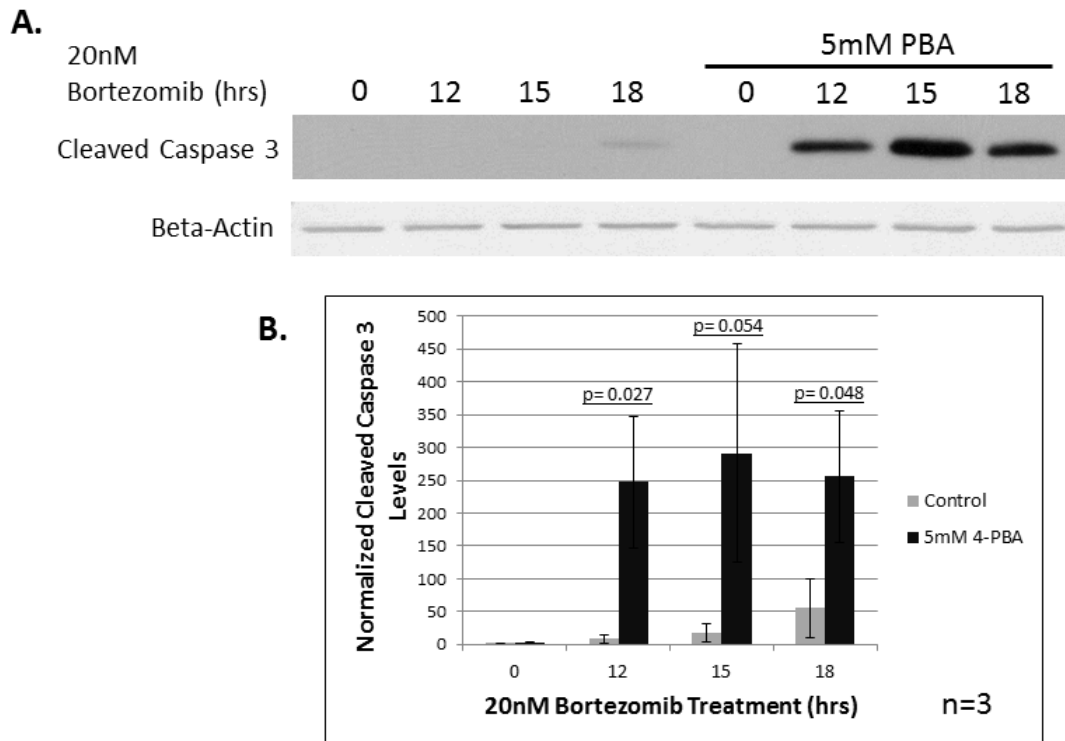 A.
20nM
5mM PBA
Bortezomib (hrs) 0 12 15 18 0 12 15 18
Cleaved Caspase 3
Beta-Actin
B.
Normalized Cleaved Caspase 3
Levels
500
450
400
350
300
250
200
150
100
50
0
p= 0.027
p= 0.054
p= 0.048
Control
5mM 4-PBA
0 12 15 18
20nM Bortezomib Treatment (hrs)
n=3